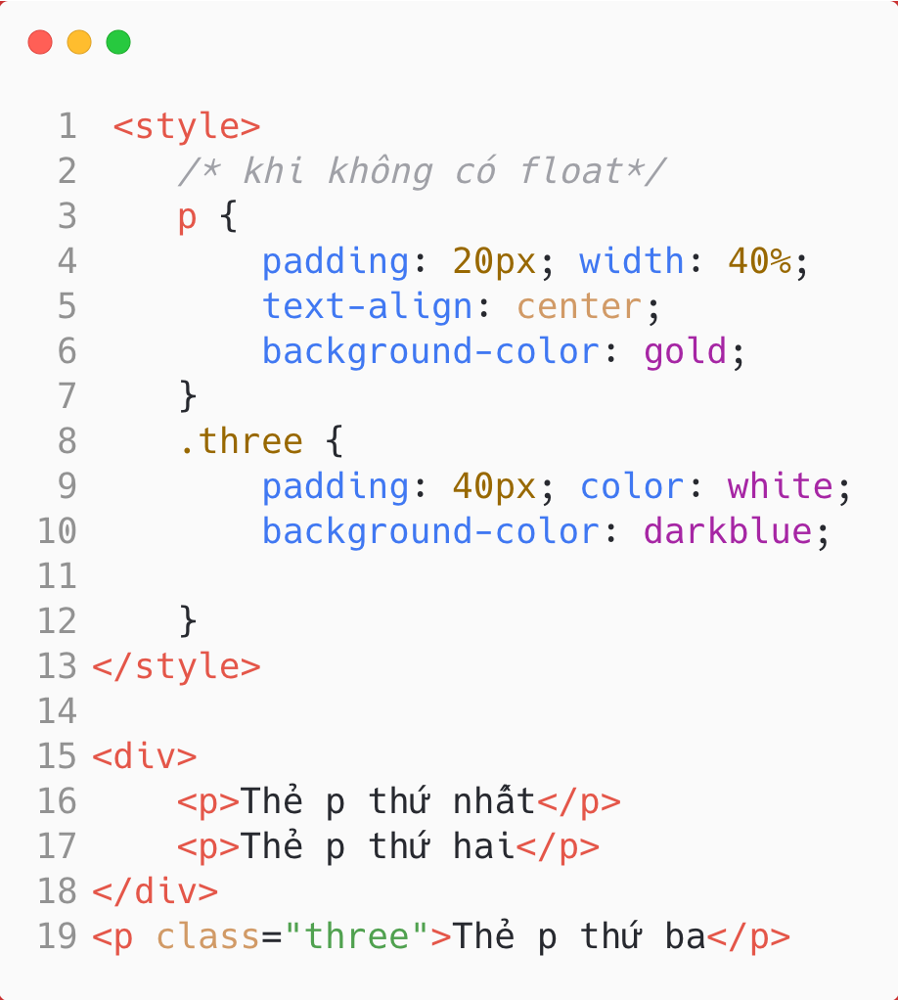 1 <style>
2 /* khi không có float*/
3 p {
4 padding: 20px; width: 40%;
5 text-align: center;
6 background-color: gold;
7 }
8 .three {
9 padding: 40px; color: white;
10 background-color: darkblue;
11
12 }
13 </style>
14
15 <div>
16 <p>Thẻ p thứ nhất</p>
17 <p>Thẻ p thứ hai</p>
18 </div>
19 <p class="three">Thẻ p thứ ba</p>